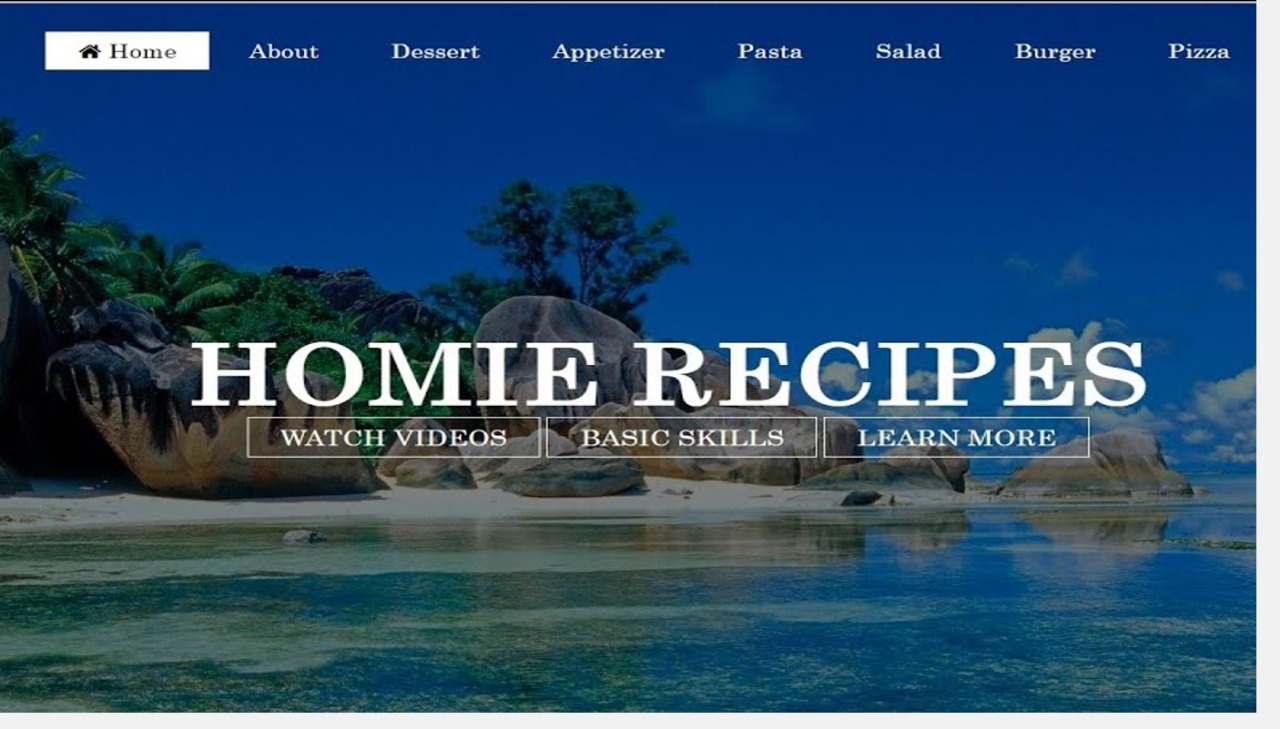 Home About Dessert Appetizer Pasta Salad Burger Pizza
HOMIE RECIPES
WATCH VIDEOS BASIC SKILLS LEARN MORE